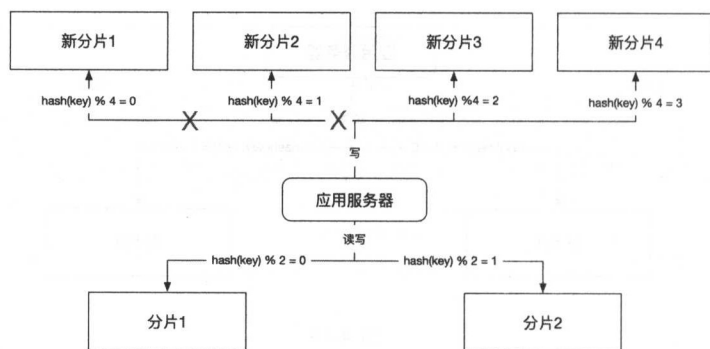 新分片1
新分片2
新分片3
新分片4
hash(key) % 4 = 0
hash(key) % 4 = 1
hash(key) %4 = 2
hash(key) % 4 = 3
X
X
写
应用服务器
读写
hash(key) % 2 = 0
hash(key) % 2 = 1
分片1
分片2